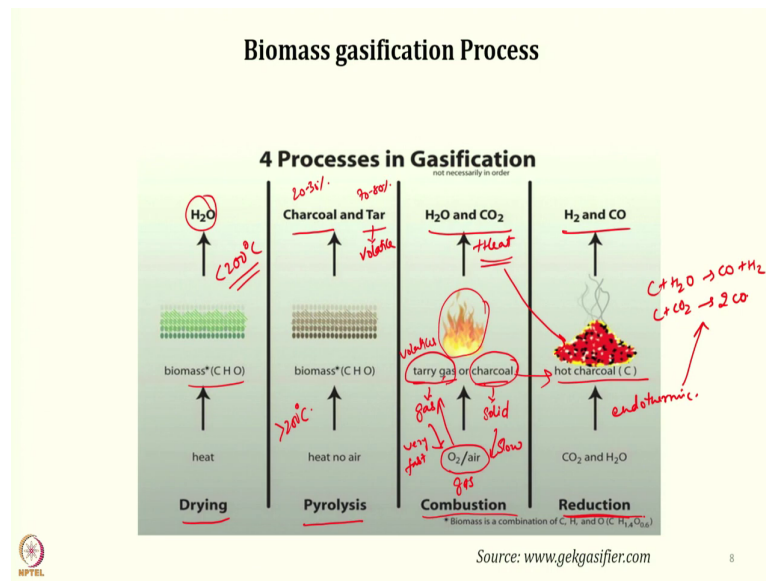 Biomass gasification Process
4 Processes in Gasification
not necessarily in order
20-30%.
70-80%.
H₂O
Charcoal and Tar
H₂O and CO₂
H₂ and CO
volatile
+Heat
<200°C
C+H₂O → CO+H₂
C+CO₂ → 2CO
volatiles
biomass*(C H O)
biomass*(C H O)
tarry gas or charcoal
hot charcoal (C)
gas
solid
endothermic.
>200°C.
very fast
slow
heat
heat no air
O₂/air
CO₂ and H₂O
gas
Drying
Pyrolysis
Combustion
Reduction
* Biomass is a combination of C, H, and O (C H1.4O0.6)
Source: www.gekgasifier.com
8
NPTEL